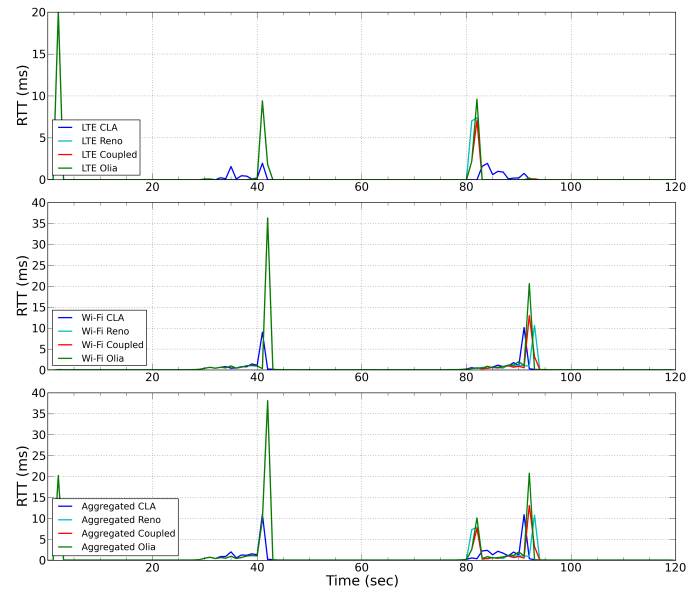 20
15
10
5
0
RTT (ms)
LTE CLA
LTE Reno
LTE Coupled
LTE Olia
20 40 60 80 100 120
40
35
30
25
20
15
10
5
0
RTT (ms)
Wi-Fi CLA
Wi-Fi Reno
Wi-Fi Coupled
Wi-Fi Olia
20 40 60 80 100 120
40
35
30
25
20
15
10
5
0
RTT (ms)
Aggregated CLA
Aggregated Reno
Aggregated Coupled
Aggregated Olia
20 40 60 80 100 120
Time (sec)